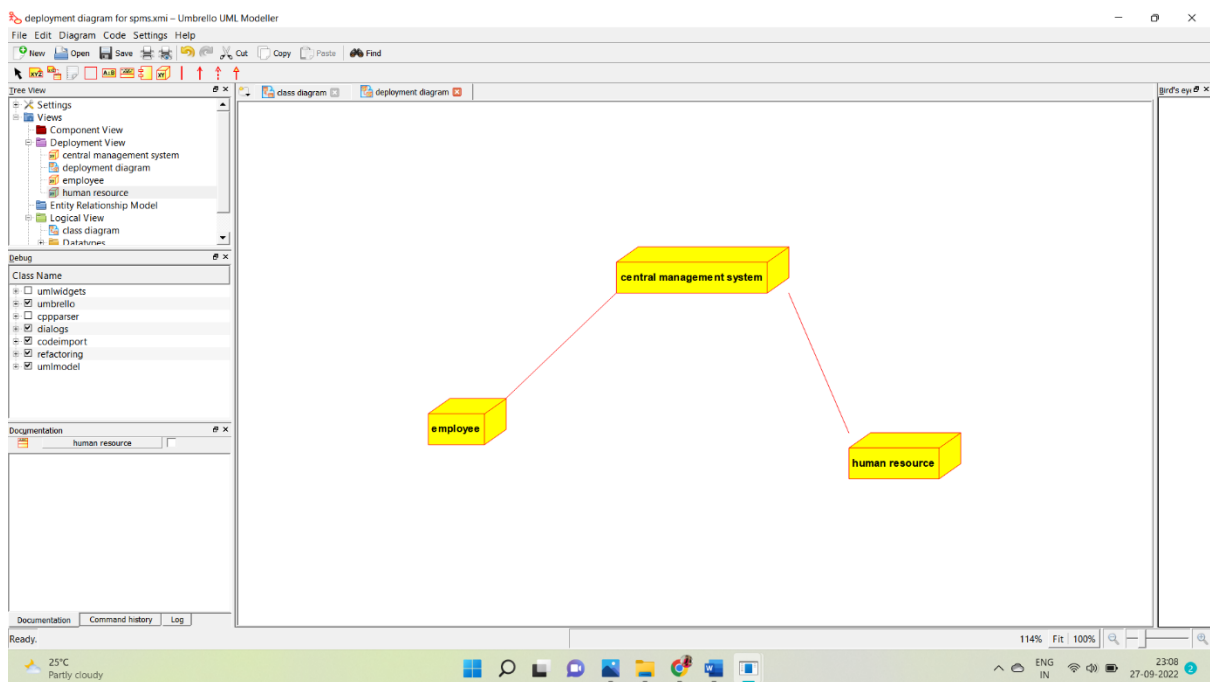 deployment diagram for spms.xmi – Umbrello UML Modeller
File Edit Diagram Code Settings Help
New Open Save Cut Copy Paste Find
Tree View
class diagram deployment diagram
Bird's eye
Settings
Views
Component View
Deployment View
central management system
deployment diagram
employee
human resource
Entity Relationship Model
Logical View
class diagram
Datatypes
Debug
Class Name
umlwidgets
umbrello
cppparser
dialogs
codeimport
refactoring
umlmodel
Documentation
human resource
central management system
employee
human resource
Documentation Command history Log
Ready.
114% Fit 100%
25°C
Partly cloudy
ENG
IN
23:08
27-09-2022
2